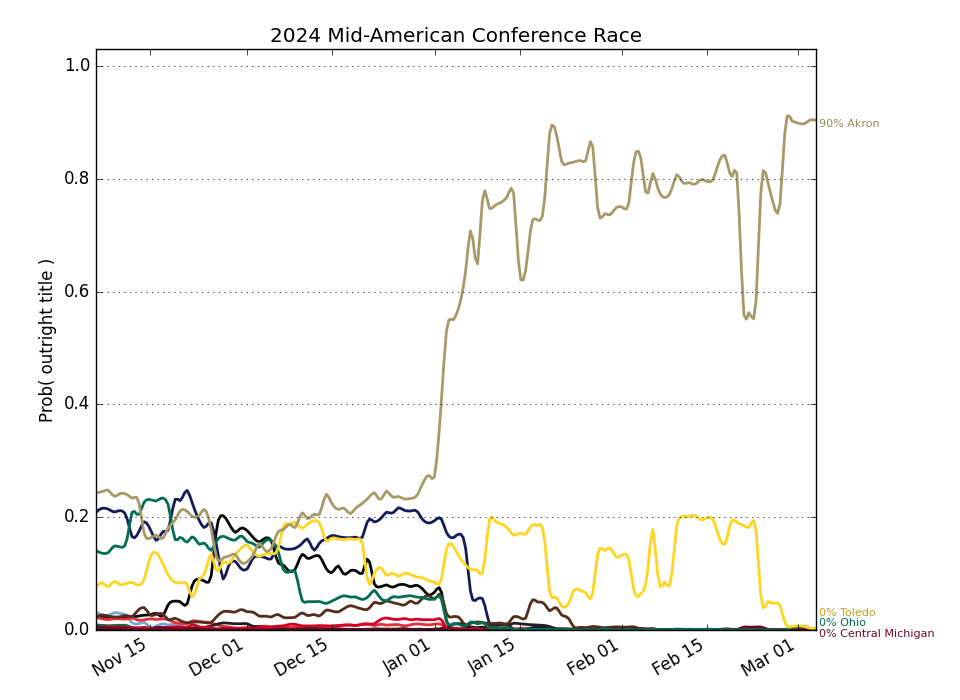 2024 Mid-American Conference Race
1.0
0.8
0.6
0.4
0.2
0.0
Prob( outright title )
90% Akron
0% Toledo
0% Ohio
0% Central Michigan
Nov 15
Dec 01
Dec 15
Jan 01
Jan 15
Feb 01
Feb 15
Mar 01